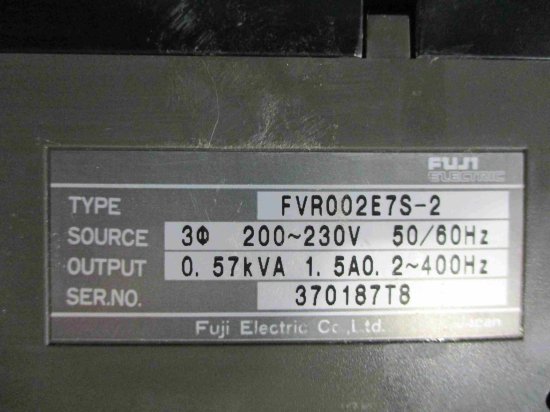 FUJI
ELECTRIC
TYPE FVR002E7S-2
SOURCE 3Φ 200~230V 50/60Hz
OUTPUT 0.57kVA 1.5A0.2~400Hz
SER.NO. 370187T8
Fuji Electric Co.,Ltd.